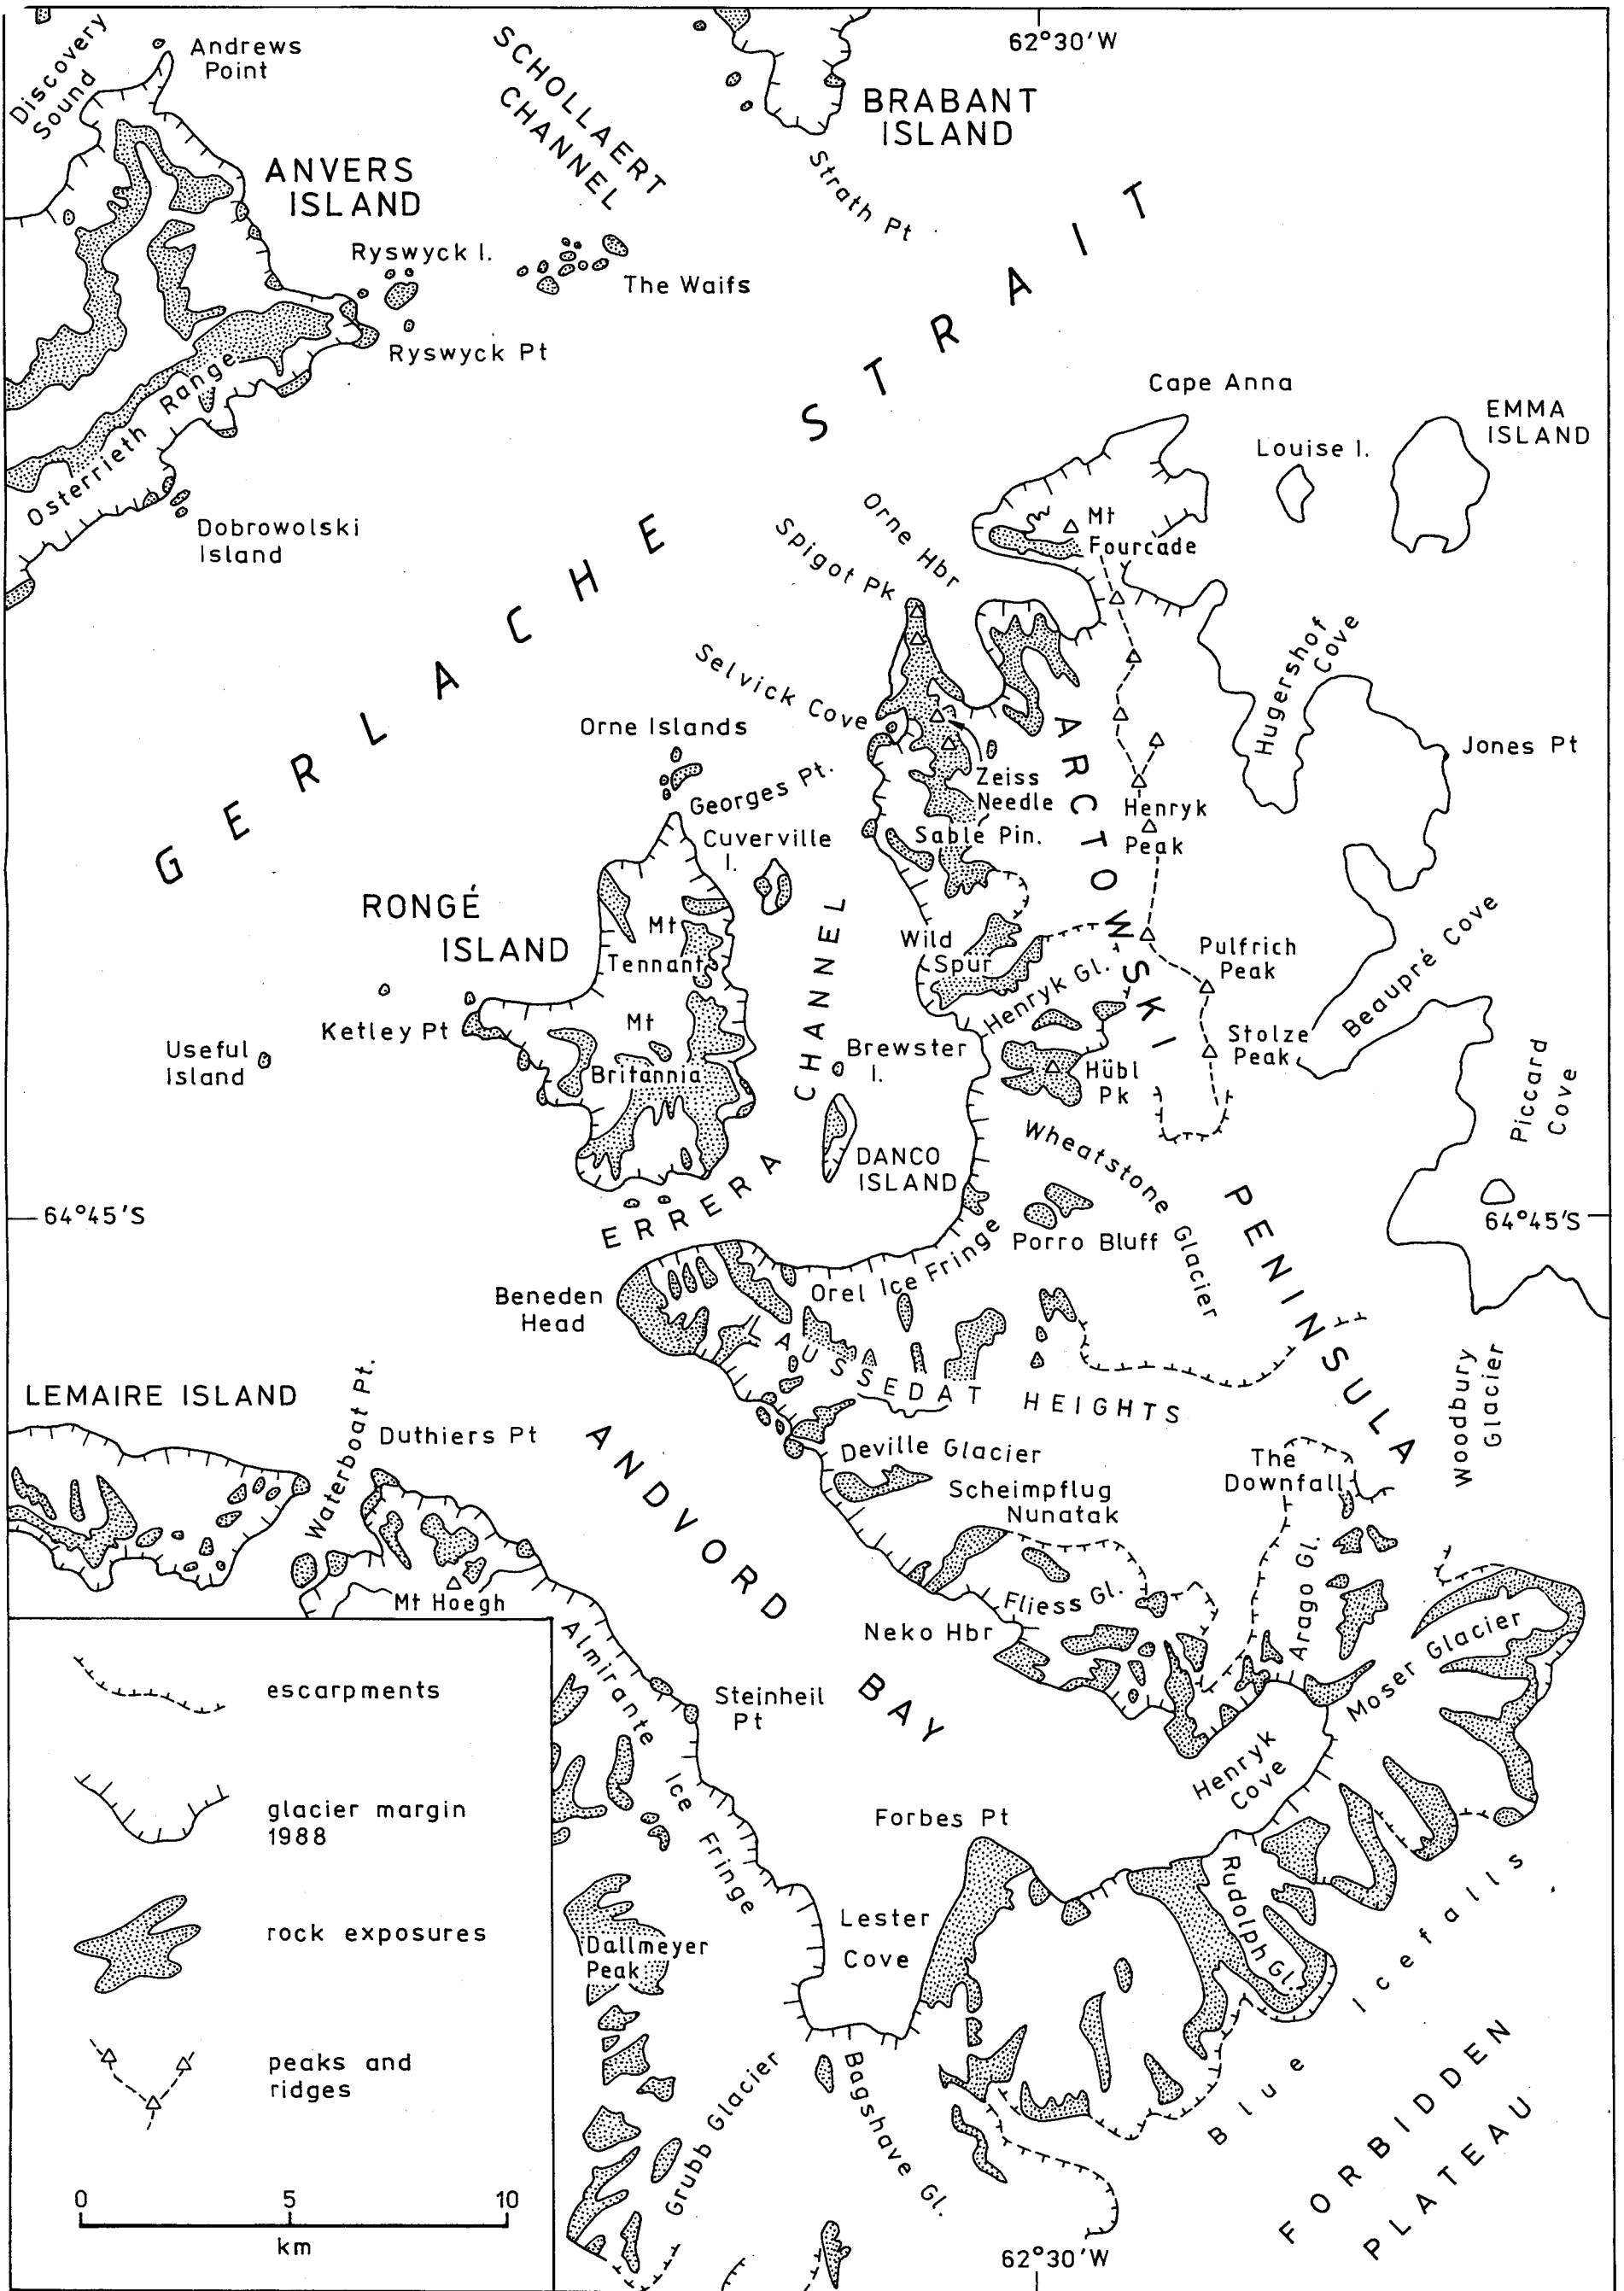 Discovery
Sound
Andrews
Point
SCHOLLAERT
CHANNEL
62°30'W
BRABANT
ISLAND
Strath Pt
ANVERS
ISLAND
Ryswyck I.
The Waifs
Ryswyck Pt
Osterrieth Range
Dobrowolski
Island
GERLACHE STRAIT
Cape Anna
Louise I.
EMMA
ISLAND
Mt
Fourcade
Orne Hbr
Spigot Pk
Selvick Cove
Hugershof
Cove
Jones Pt
Orne Islands
Georges Pt.
Cuverville
I.
Zeiss
Needle
Sable Pin.
Henryk
Peak
ARCTOWSKI PENINSULA
RONGÉ
ISLAND
Mt
Tennant
Wild
Spur
Henryk Gl.
Pulfrich
Peak
Beaupré Cove
Ketley Pt
Mt
Britannia
Useful
Island
ERRERA CHANNEL
Brewster
I.
Hübl
Pk
Stolze
Peak
Piccard
Cove
DANCO
ISLAND
Wheatstone Glacier
64°45'S
64°45'S
Porro Bluff
Orel Ice Fringe
Beneden
Head
AUSSEDAT HEIGHTS
Woodbury
Glacier
LEMAIRE ISLAND
Waterboat Pt.
Duthiers Pt
ANDVORD BAY
Deville Glacier
The
Downfall
Scheimpflug
Nunatak
Mt Hoegh
Fliess Gl.
Arago Gl.
Neko Hbr
Moser Glacier
Almirante Ice Fringe
Steinheil
Pt
Henryk
Cove
Forbes Pt
Rudolph Gl.
Lester
Cove
Dallmeyer
Peak
Blue Icefalls
Grubb Glacier
Bagshave Gl.
FORBIDDEN
PLATEAU
62°30'W
escarpments
glacier margin
1988
rock exposures
peaks and
ridges
0 5 10
km